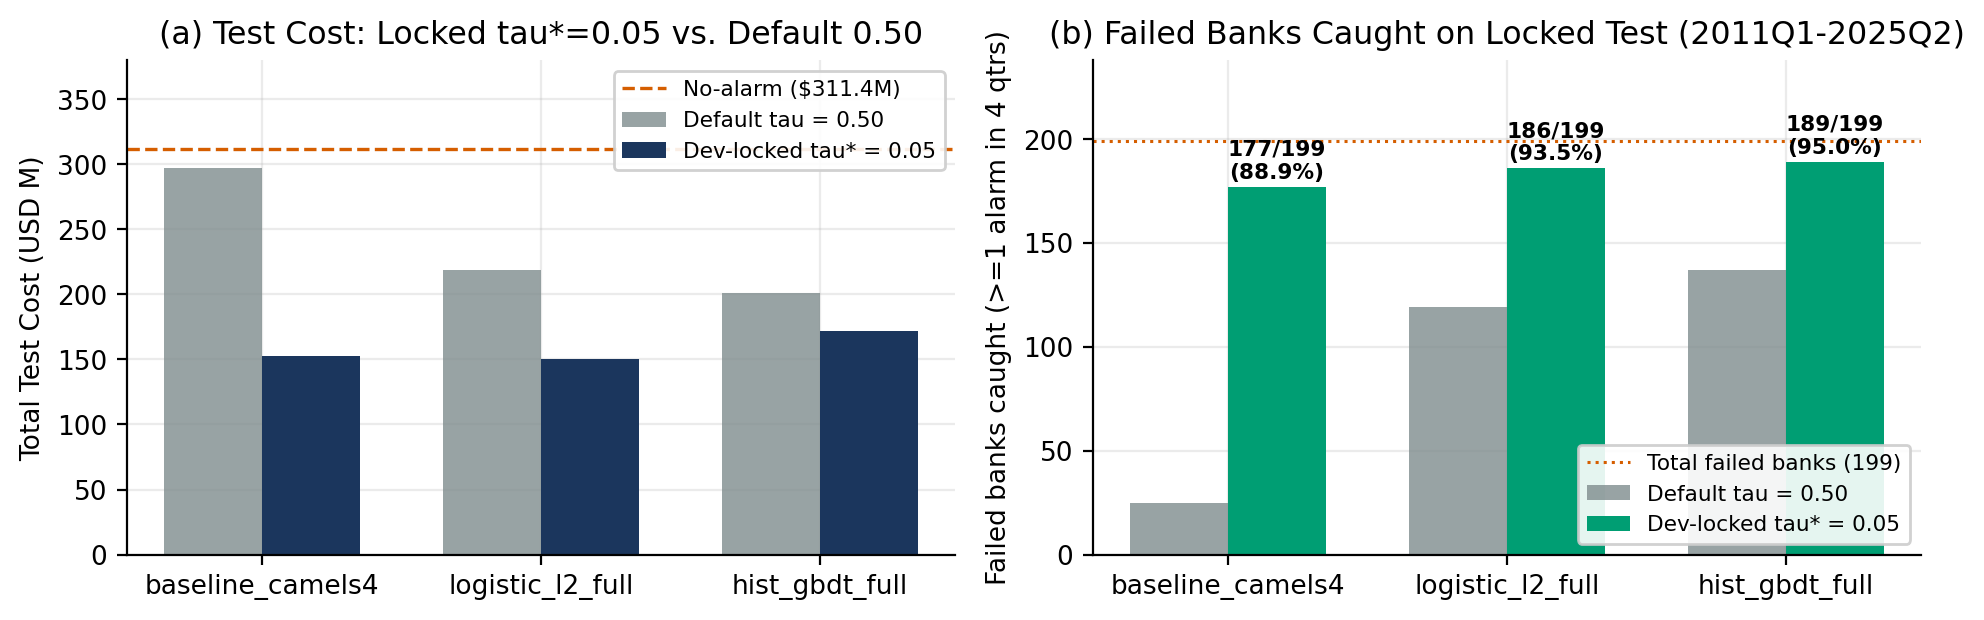 (a) Test Cost: Locked tau*=0.05 vs. Default 0.50
Total Test Cost (USD M)
350
300
250
200
150
100
50
0
No-alarm ($311.4M)
Default tau = 0.50
Dev-locked tau* = 0.05
baseline_camels4
logistic_l2_full
hist_gbdt_full
(b) Failed Banks Caught on Locked Test (2011Q1-2025Q2)
Failed banks caught (>=1 alarm in 4 qtrs)
200
150
100
50
0
177/199
(88.9%)
186/199
(93.5%)
189/199
(95.0%)
Total failed banks (199)
Default tau = 0.50
Dev-locked tau* = 0.05
baseline_camels4
logistic_l2_full
hist_gbdt_full